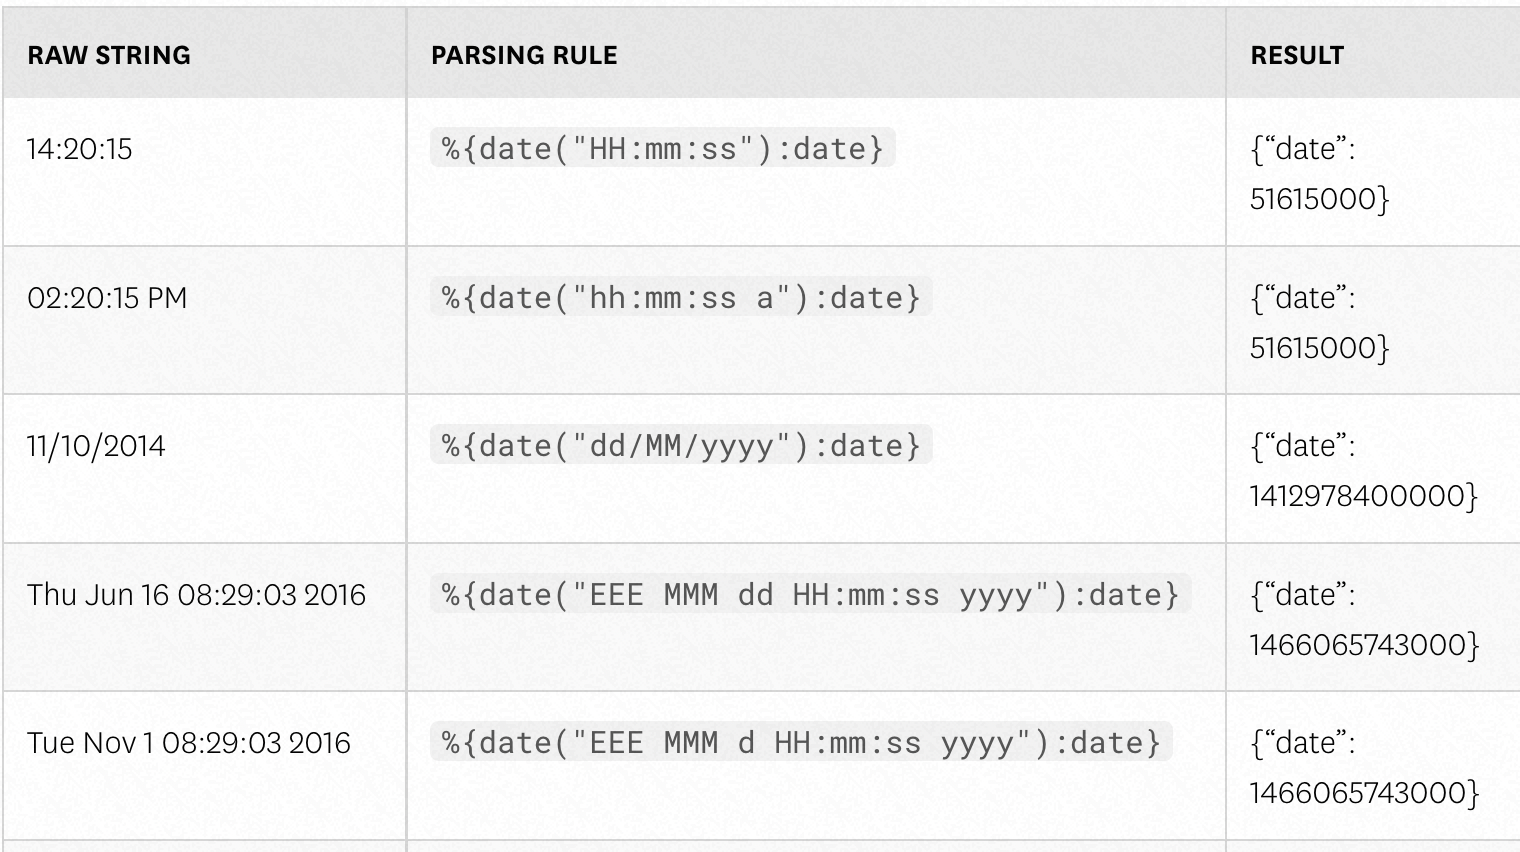 RAW STRING PARSING RULE RESULT
14:20:15 %{date("HH:mm:ss"):date} {“date”:
51615000}
02:20:15 PM %{date("hh:mm:ss a"):date} {“date”:
51615000}
11/10/2014 %{date("dd/MM/yyyy"):date} {“date”:
1412978400000}
Thu Jun 16 08:29:03 2016 %{date("EEE MMM dd HH:mm:ss yyyy"):date} {“date”:
1466065743000}
Tue Nov 1 08:29:03 2016 %{date("EEE MMM d HH:mm:ss yyyy"):date} {“date”:
1466065743000}